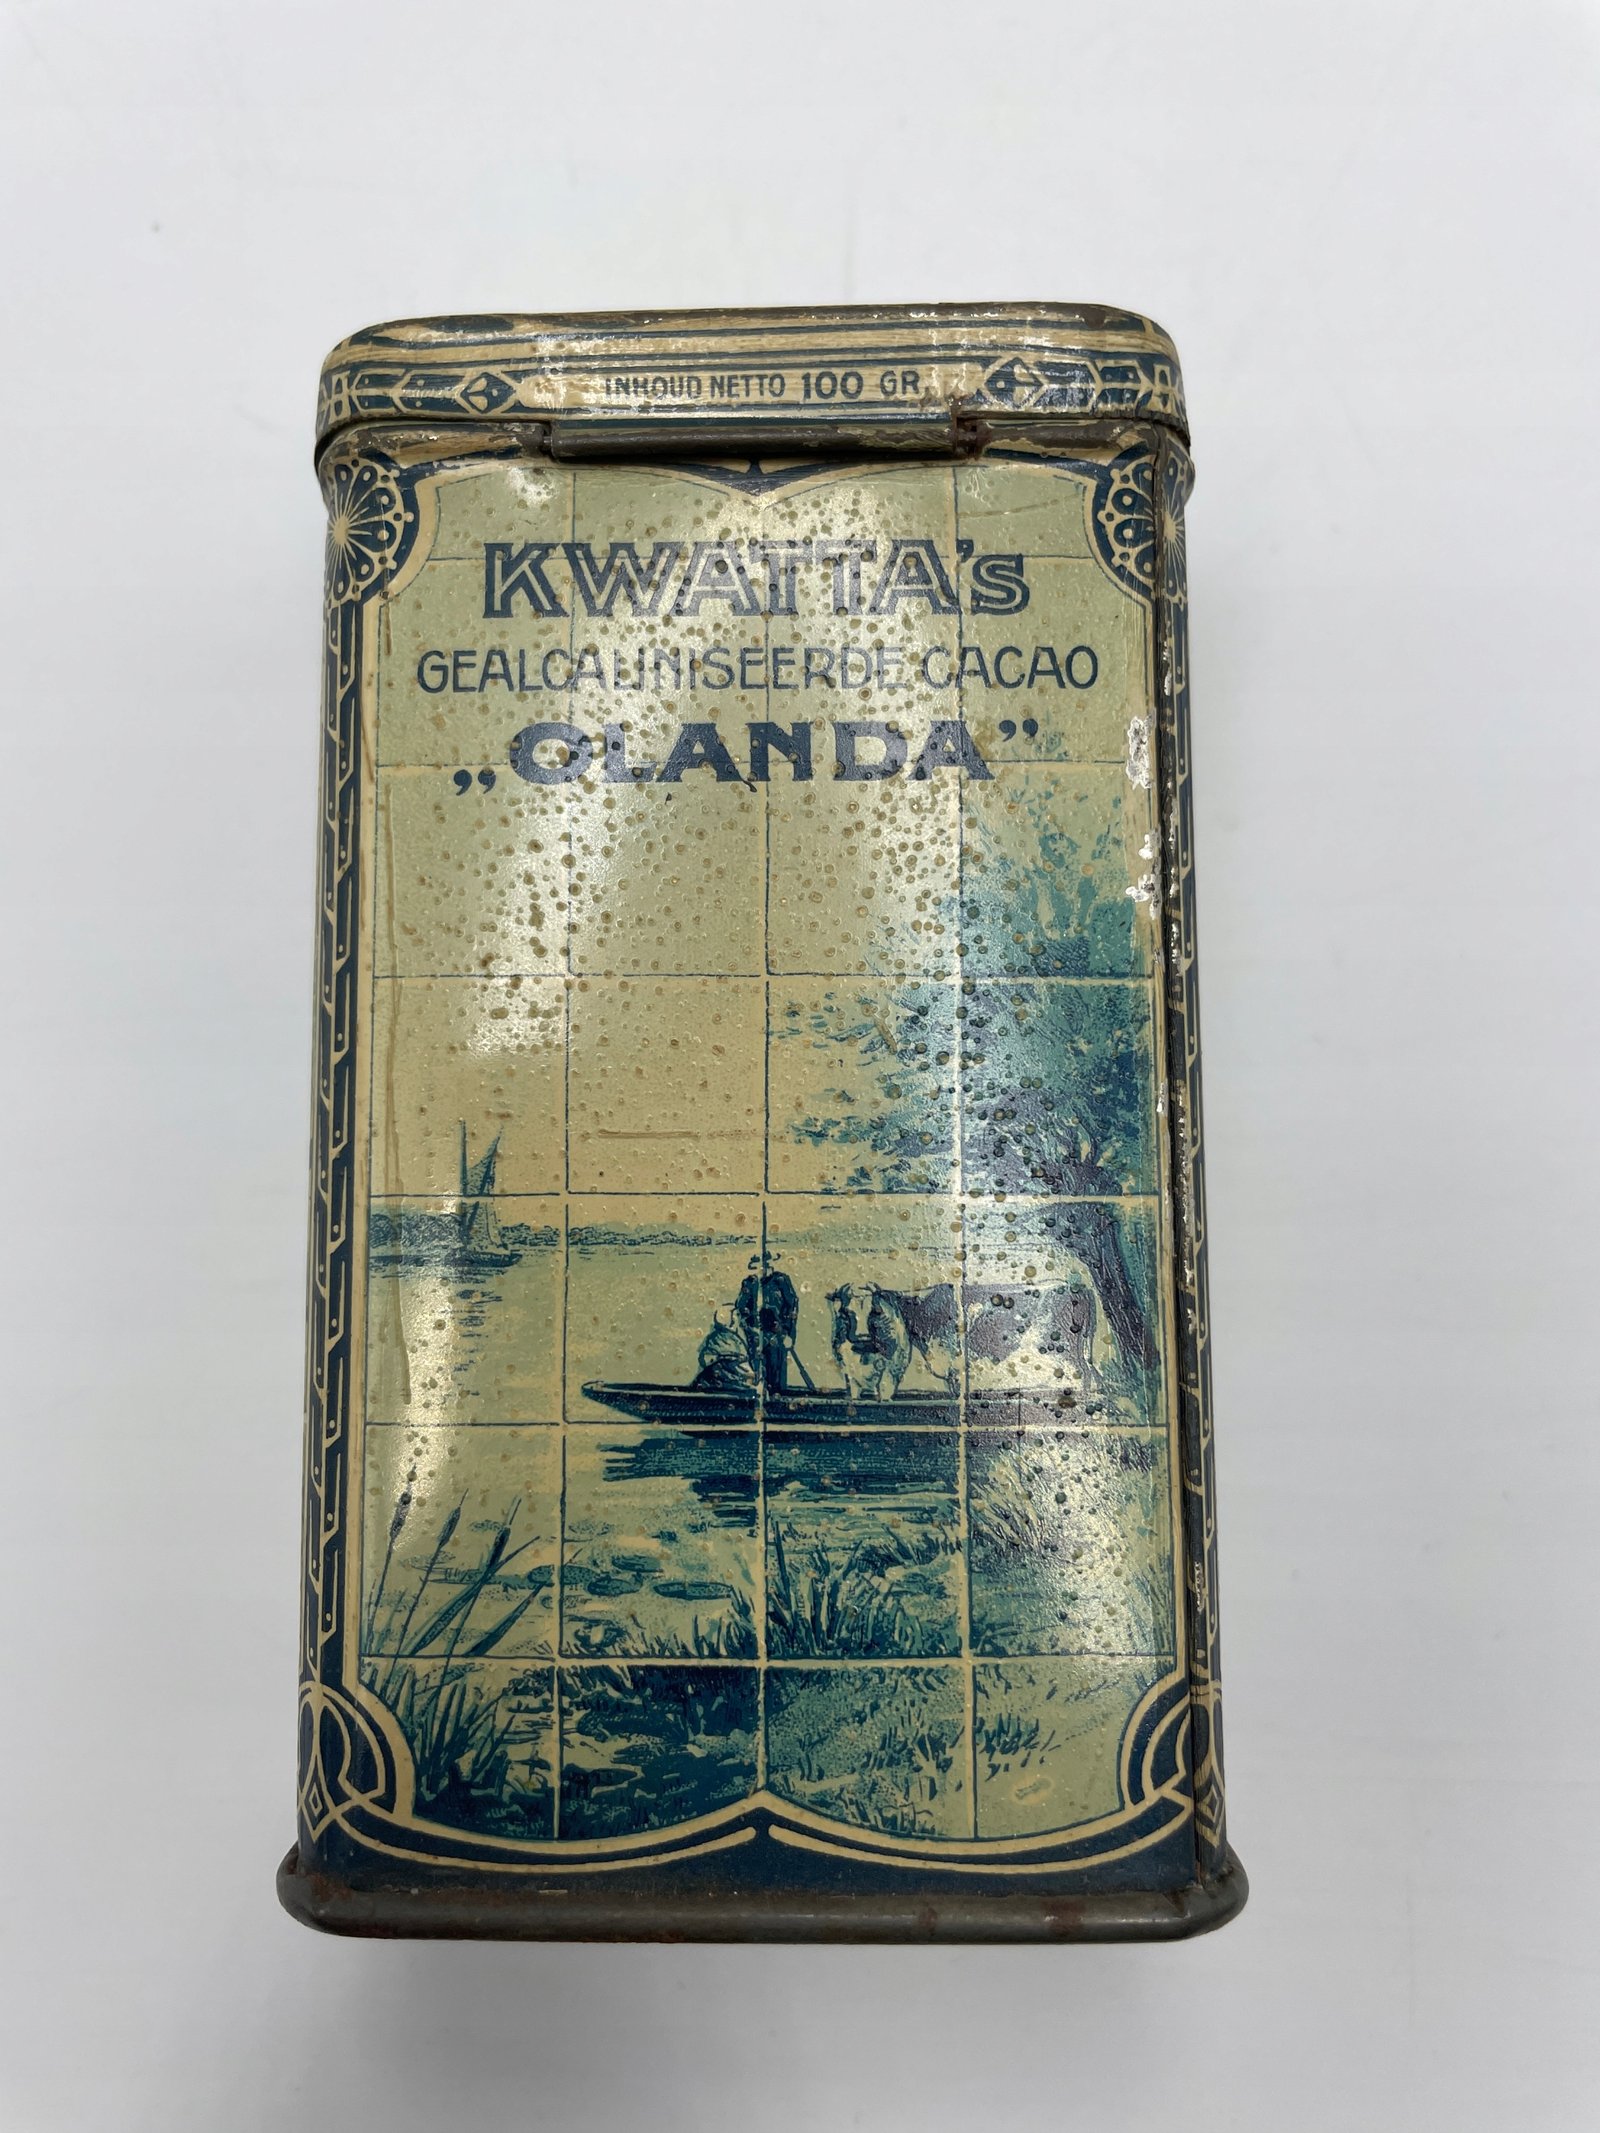 INHOUD NETTO 100 GR.
KWATTA's
GEALCALINISEERDE CACAO
„OLANDA”